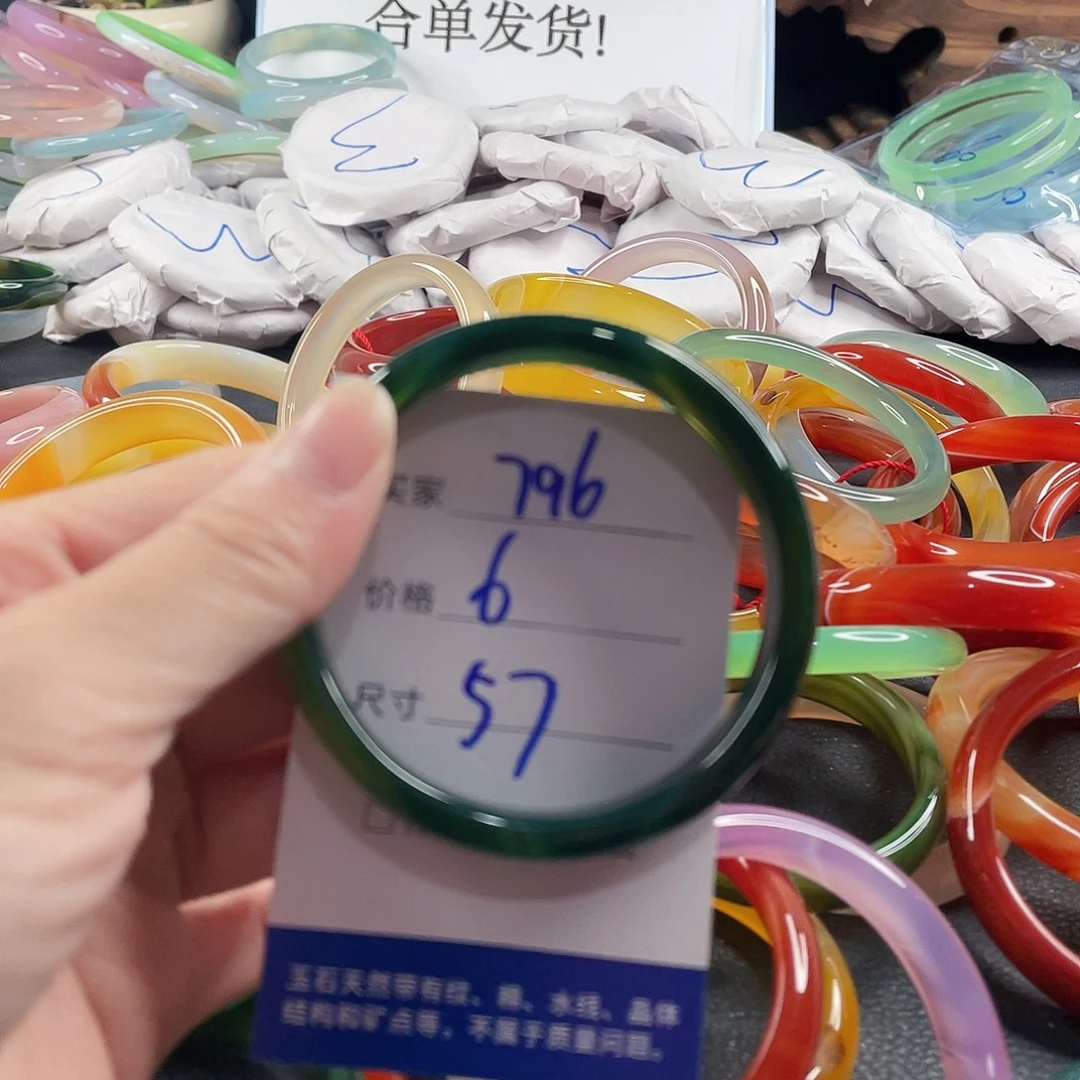 合单发货!
买家 796
价格 6
尺寸 57
玉石天然带有纹、棉、水线、晶体
结构和矿点等，不属于质量问题。